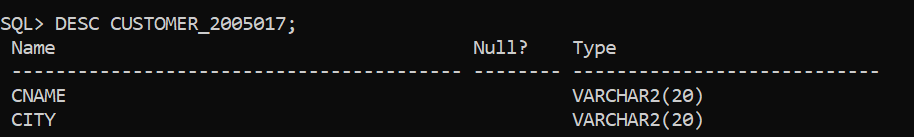 SQL> DESC CUSTOMER_2005017;
Name Null? Type
----------------------------------------- -------- ----------------------------
CNAME VARCHAR2(20)
CITY VARCHAR2(20)